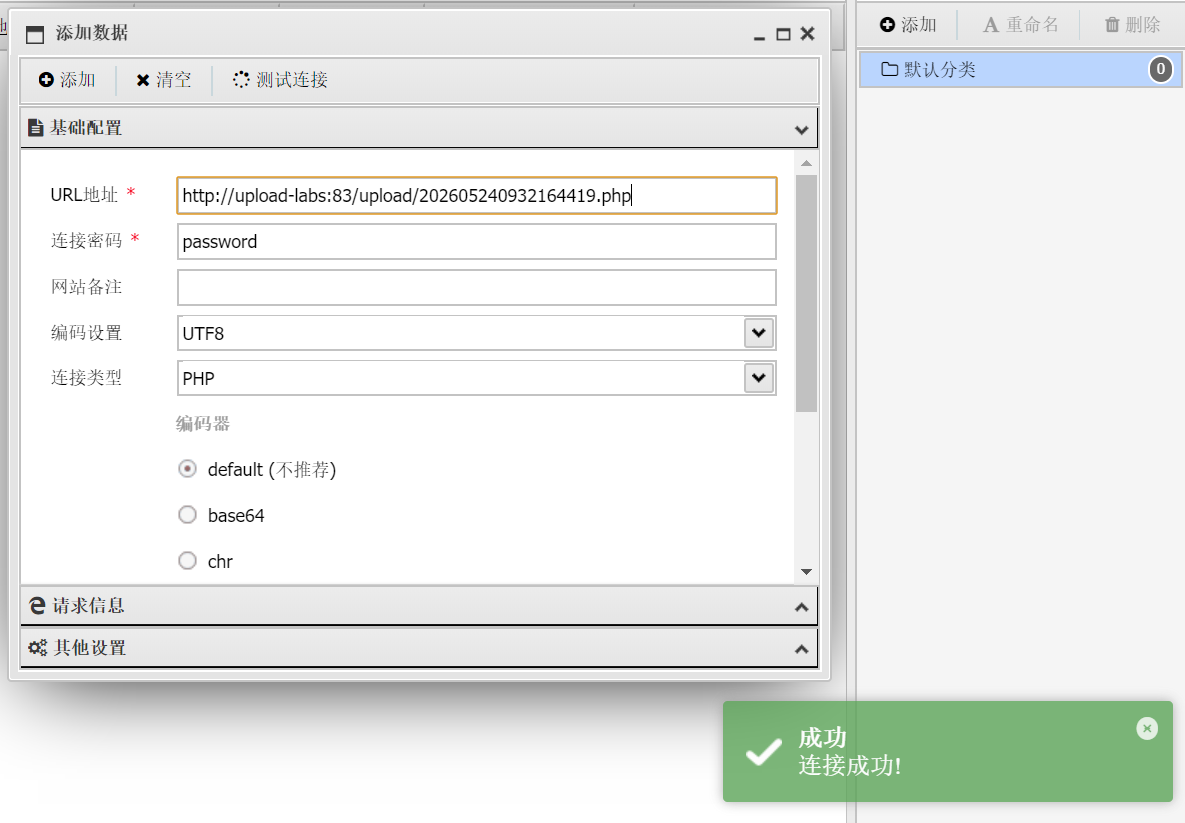 添加数据
添加 清空 测试连接
基础配置
URL地址 * http://upload-labs:83/upload/202605240932164419.php
连接密码 * password
网站备注
编码设置 UTF8
连接类型 PHP
编码器
default (不推荐)
base64
chr
请求信息
其他设置
添加 重命名 删除
默认分类 0
成功
连接成功!